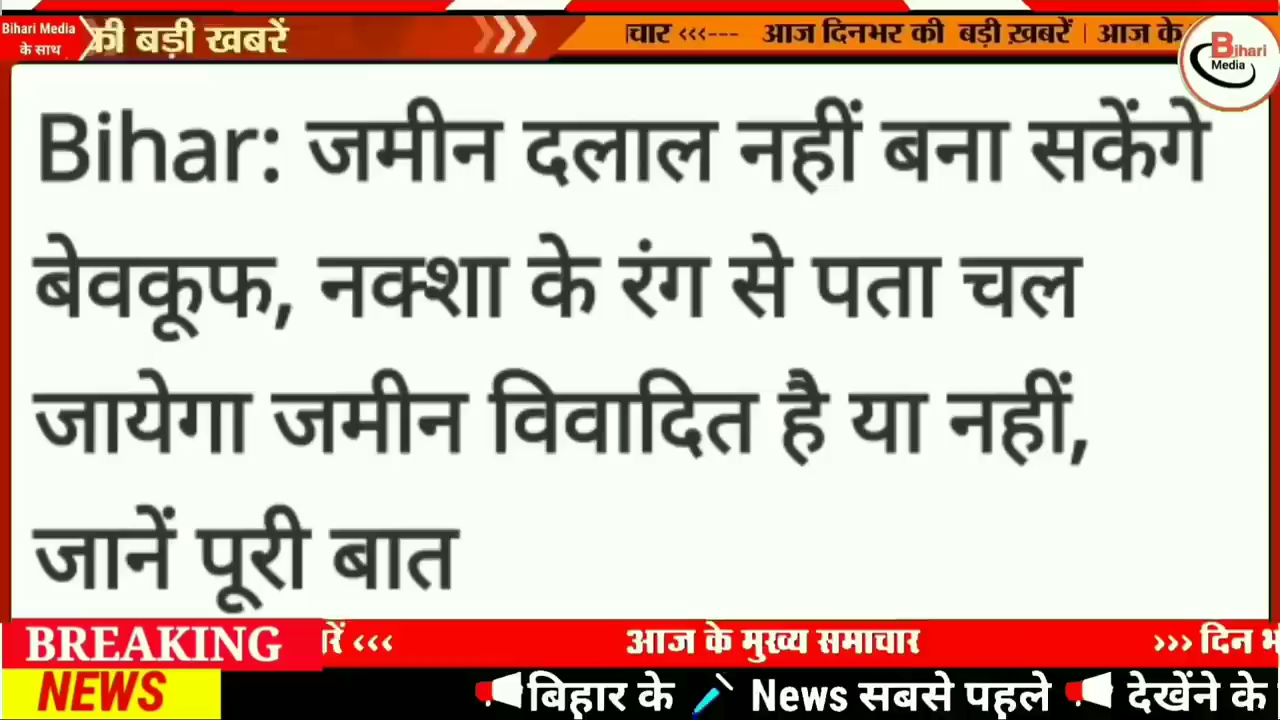 Bihari Media
के साथ
की बड़ी खबरें
चार <<<--- आज दिनभर की बड़ी ख़बरें | आज के
Bihari
Media
Bihar: जमीन दलाल नहीं बना सकेंगे
बेवकूफ, नक्शा के रंग से पता चल
जायेगा जमीन विवादित है या नहीं,
जानें पूरी बात
BREAKING
NEWS
रें <<< आज के मुख्य समाचार >>> दिन भ
बिहार के News सबसे पहले देखेंने के